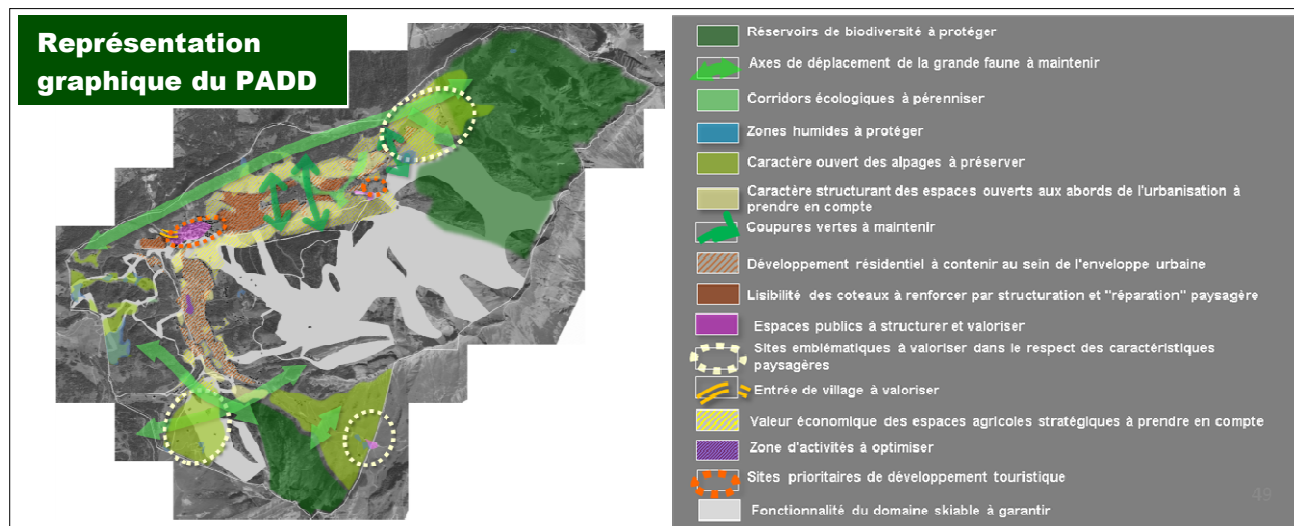 Représentation
graphique du PADD
Réservoirs de biodiversité à protéger
Axes de déplacement de la grande faune à maintenir
Corridors écologiques à pérenniser
Zones humides à protéger
Caractère ouvert des alpages à préserver
Caractère structurant des espaces ouverts aux abords de l'urbanisation à
prendre en compte
Coupures vertes à maintenir
Développement résidentiel à contenir au sein de l'enveloppe urbaine
Lisibilité des coteaux à renforcer par structuration et "réparation" paysagère
Espaces publics à structurer et valoriser
Sites emblématiques à valoriser dans le respect des caractéristiques
paysagères
Entrée de village à valoriser
Valeur économique des espaces agricoles stratégiques à prendre en compte
Zone d'activités à optimiser
Sites prioritaires de développement touristique
49
Fonctionnalité du domaine skiable à garantir